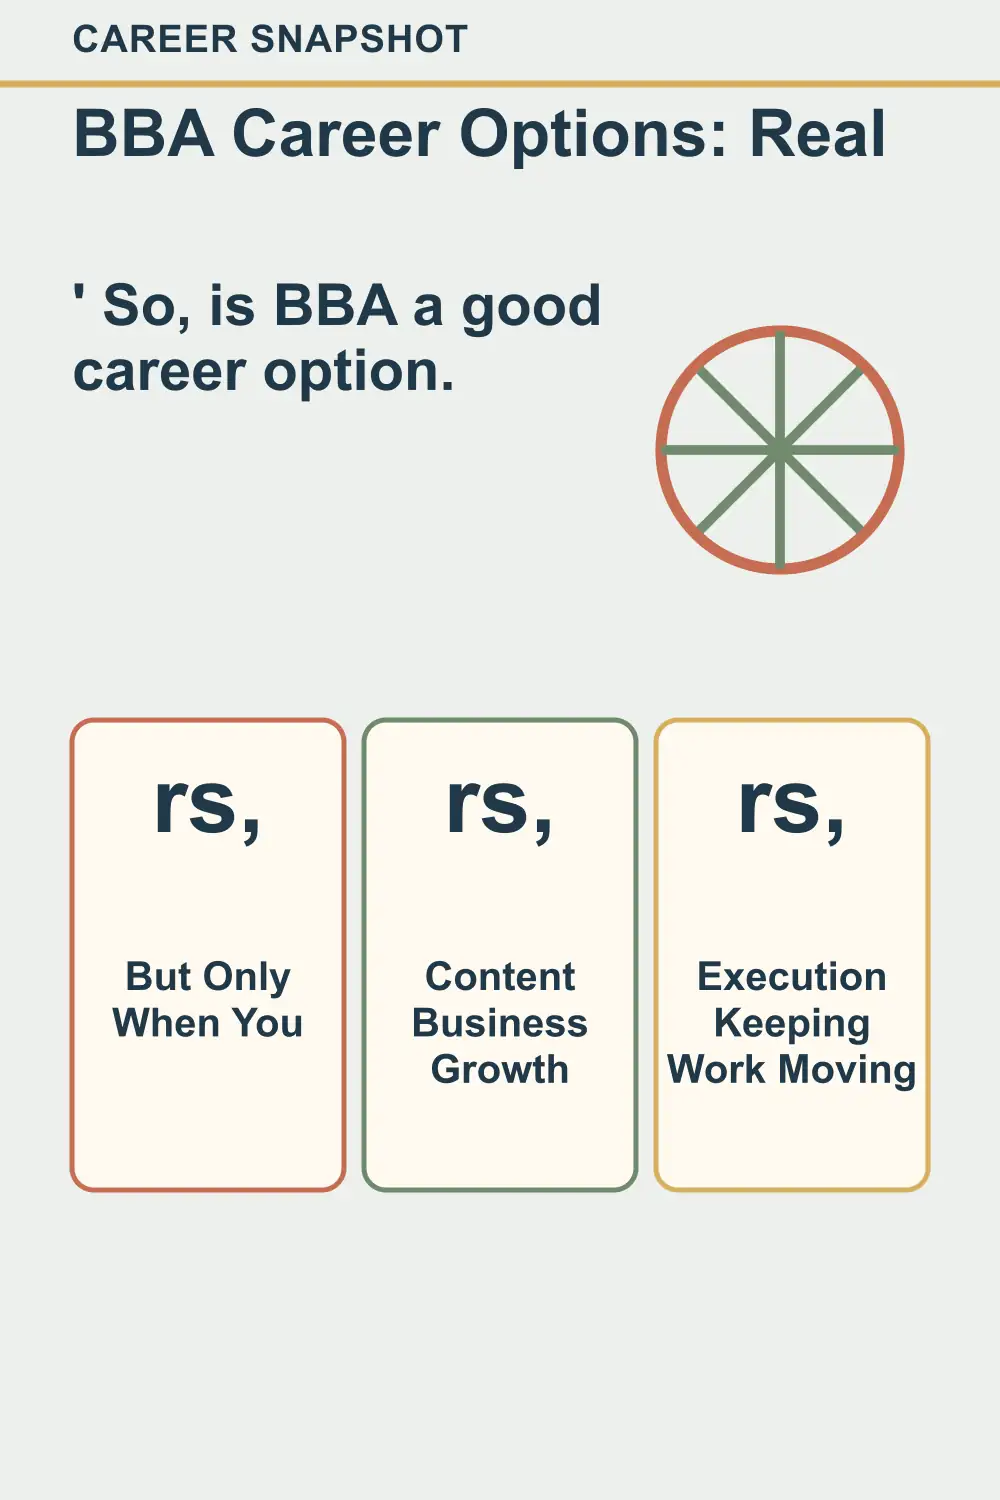 CAREER SNAPSHOT
BBA Career Options: Real
' So, is BBA a good
career option.
rs,
But Only
When You
rs,
Content
Business
Growth
rs,
Execution
Keeping
Work Moving